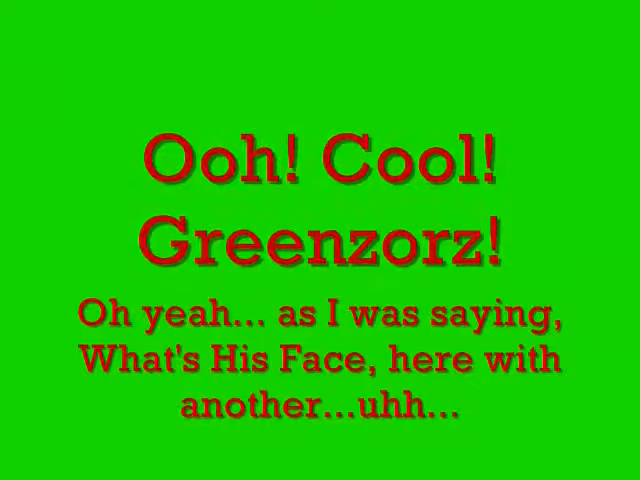 Ooh! Cool!
Greenzorz!
Oh yeah... as I was saying,
What's His Face, here with
another...uhh...